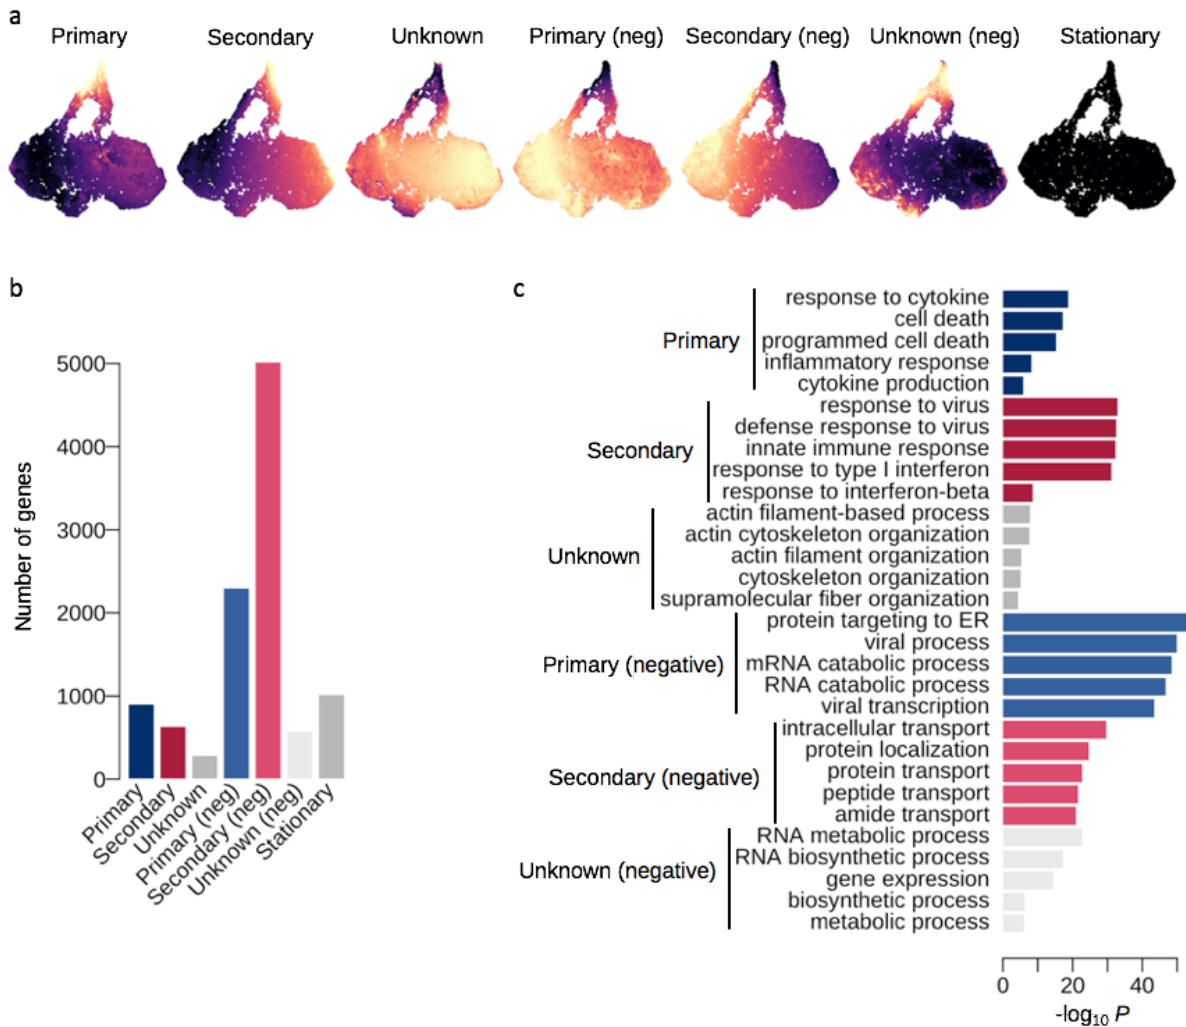 a
Primary
Secondary
Unknown
Primary (neg)
Secondary (neg)
Unknown (neg)
Stationary
b
Number of genes
5000
4000
3000
2000
1000
0
Primary
Secondary
Unknown
Primary (neg)
Secondary (neg)
Unknown (neg)
Stationary
c
Primary
response to cytokine
cell death
programmed cell death
inflammatory response
cytokine production
Secondary
response to virus
defense response to virus
innate immune response
response to type I interferon
response to interferon-beta
Unknown
actin filament-based process
actin cytoskeleton organization
actin filament organization
cytoskeleton organization
supramolecular fiber organization
Primary (negative)
protein targeting to ER
viral process
mRNA catabolic process
RNA catabolic process
viral transcription
Secondary (negative)
intracellular transport
protein localization
protein transport
peptide transport
amide transport
Unknown (negative)
RNA metabolic process
RNA biosynthetic process
gene expression
biosynthetic process
metabolic process
0 20 40
-log₁₀ P